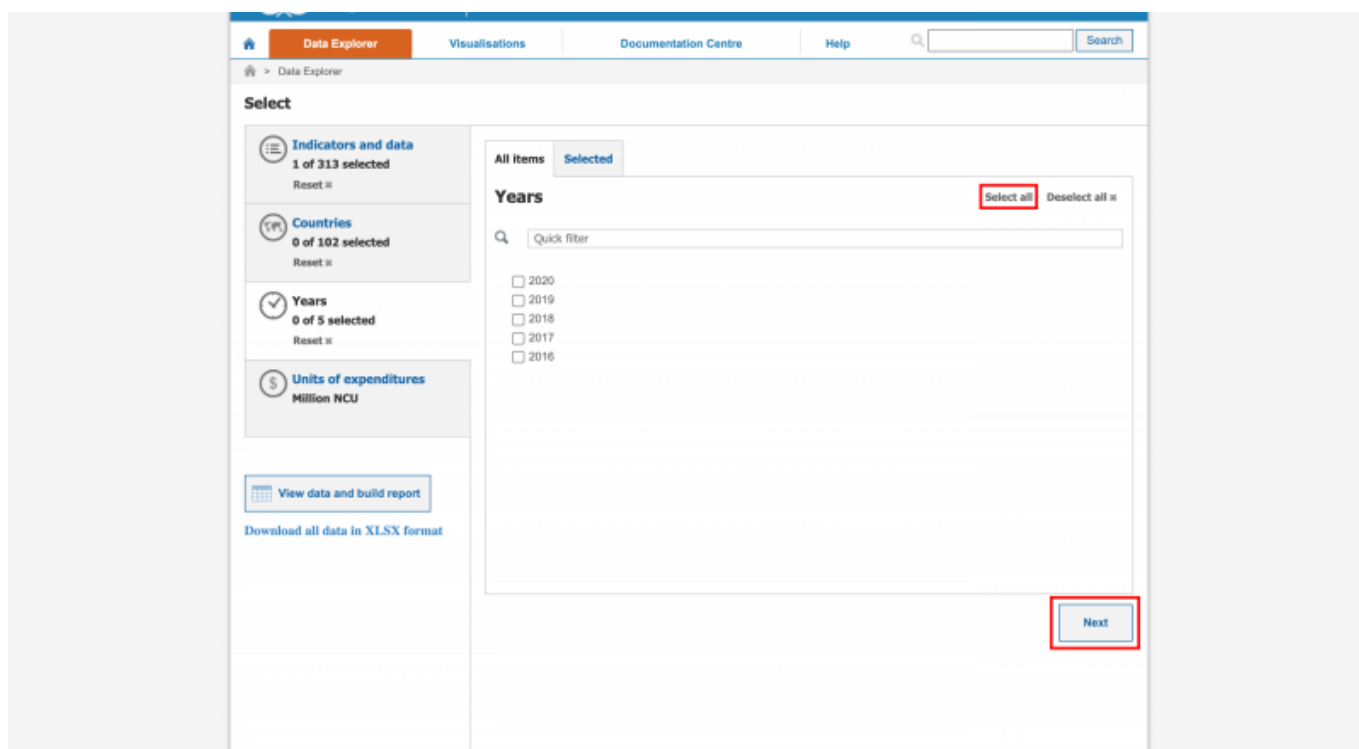 Data Explorer Visualisations Documentation Centre Help Search
> Data Explorer
Select
Indicators and data
1 of 313 selected
Reset ✖
Countries
0 of 102 selected
Reset ✖
Years
0 of 5 selected
Reset ✖
Units of expenditures
Million NCU
View data and build report
Download all data in XLSX format
All items Selected
Years Select all Deselect all ✖
Quick filter
2020
2019
2018
2017
2016
Next